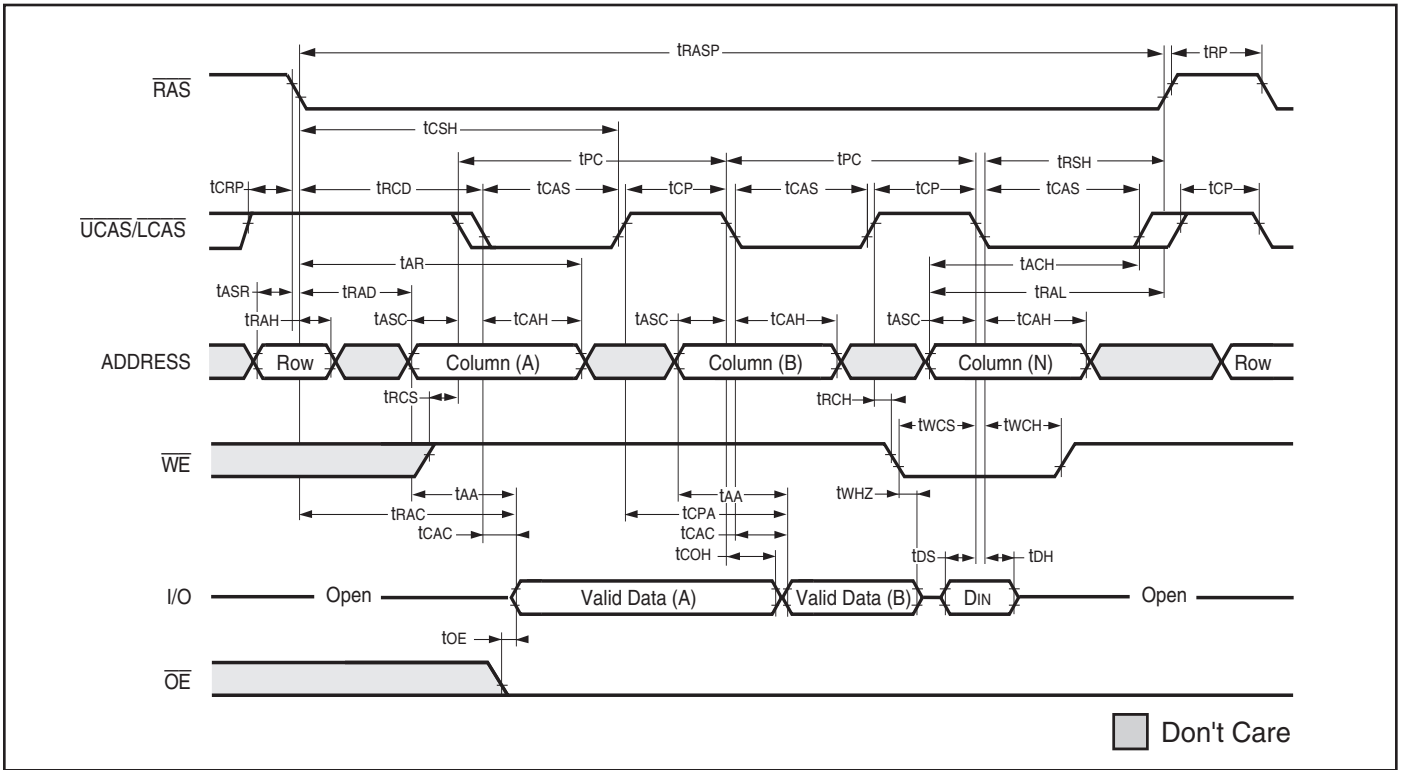 tRASP tRP
RAS
tCSH
tPC tPC tRSH
tCRP tRCD tCAS tCP tCAS tCP tCAS tCP
UCAS/LCAS
tAR tACH
tASR tRAD tRAL
tRAH tASC tCAH tASC tCAH tASC tCAH
ADDRESS Row Column (A) Column (B) Column (N) Row
tRCS tRCH
tWCS tWCH
WE
tAA tAA tWHZ
tRAC tCPA
tCAC tCAC
tCOH tDS tDH
I/O Open Valid Data (A) Valid Data (B) DIN Open
tOE
OE
Don't Care